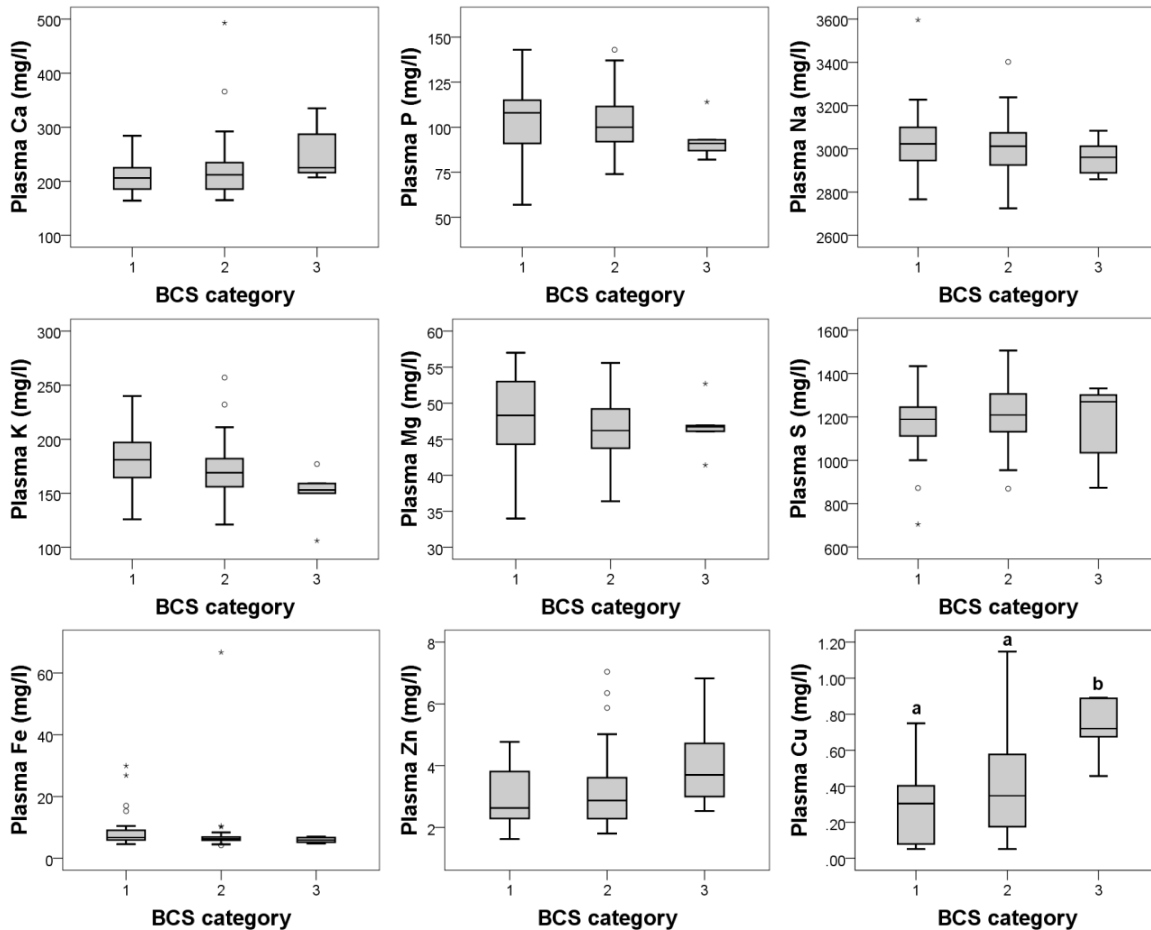 Plasma Ca (mg/l)
500
400
300
200
100
1 2 3
BCS category
Plasma P (mg/l)
150
125
100
75
50
1 2 3
BCS category
Plasma Na (mg/l)
3600
3400
3200
3000
2800
2600
1 2 3
BCS category
Plasma K (mg/l)
300
250
200
150
100
1 2 3
BCS category
Plasma Mg (mg/l)
60
55
50
45
40
35
30
1 2 3
BCS category
Plasma S (mg/l)
1600
1400
1200
1000
800
600
1 2 3
BCS category
Plasma Fe (mg/l)
60
40
20
0
1 2 3
BCS category
Plasma Zn (mg/l)
8
6
4
2
1 2 3
BCS category
Plasma Cu (mg/l)
1.20
1.00
.80
.60
.40
.20
.00
a
a
b
1 2 3
BCS category